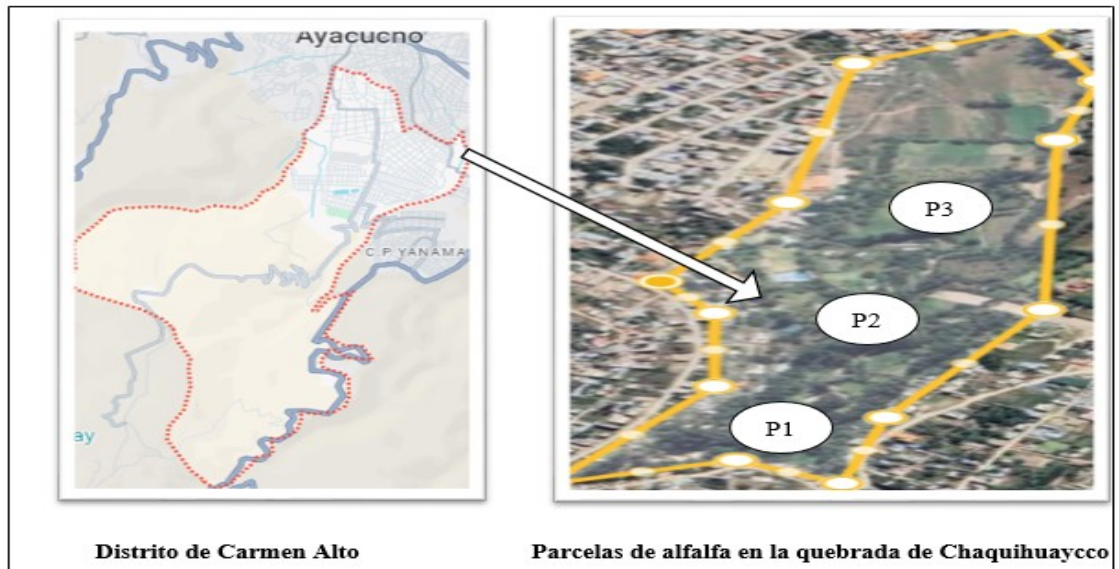 Ayacucho
C.P YANAMA
ay
P3
P2
P1
Distrito de Carmen Alto
Parcelas de alfalfa en la quebrada de Chaquihuaycco